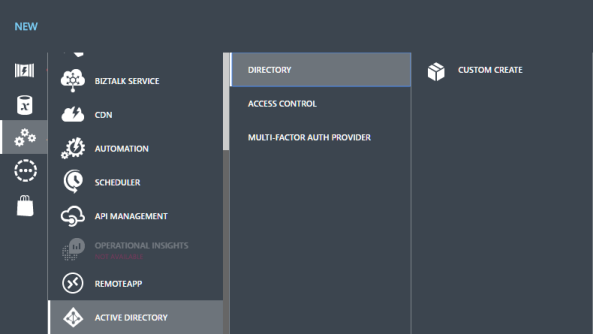 NEW
BIZTALK SERVICE
CDN
AUTOMATION
SCHEDULER
API MANAGEMENT
OPERATIONAL INSIGHTS
REMOTEAPP
ACTIVE DIRECTORY
DIRECTORY
ACCESS CONTROL
MULTI-FACTOR AUTH PROVIDER
CUSTOM CREATE